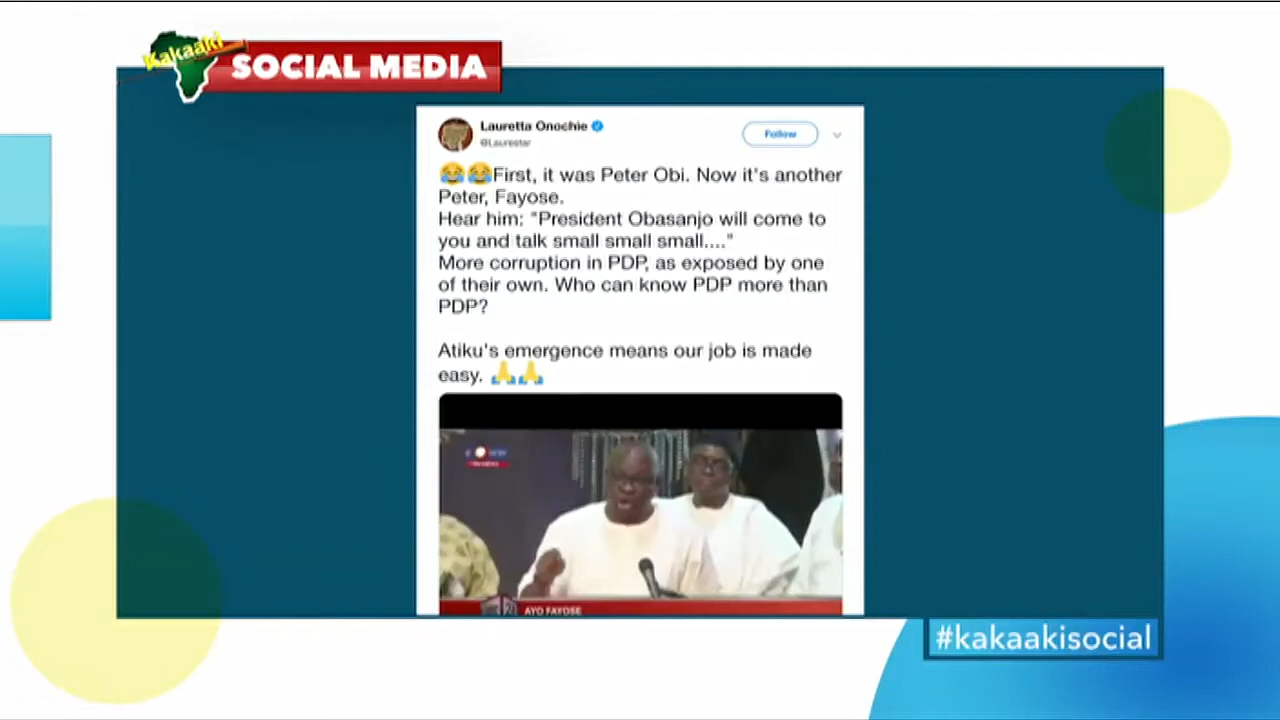 Kakaaki
SOCIAL MEDIA
Lauretta Onochie
@Laurestar
Follow
😂😂First, it was Peter Obi. Now it's another
Peter, Fayose.
Hear him: "President Obasanjo will come to
you and talk small small small...."
More corruption in PDP, as exposed by one
of their own. Who can know PDP more than
PDP?
Atiku's emergence means our job is made
easy. 🙏🙏
AYO FAYOSE
#kakaakisocial